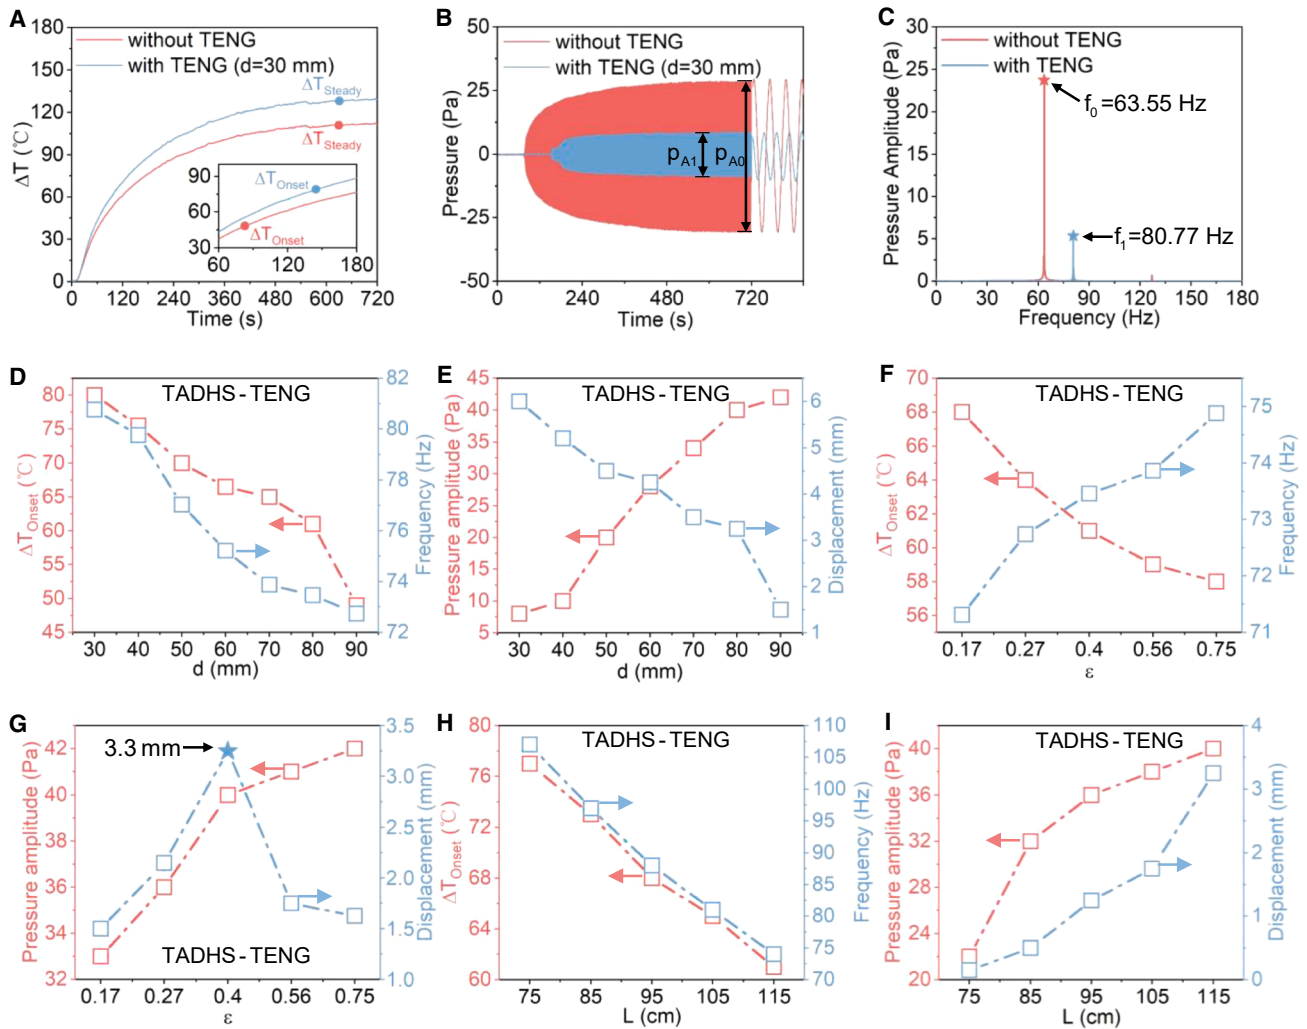 A
180
150
120
90
60
30
0
ΔT (℃)
without TENG
with TENG (d=30 mm)
ΔT_Steady
ΔT_Steady
90
60
30
ΔT_Onset
ΔT_Onset
60 120 180
0 120 240 360 480 600 720
Time (s)
B
50
25
0
-25
-50
Pressure (Pa)
without TENG
with TENG (d=30 mm)
p_A1 p_A0
0 240 480 720
Time (s)
C
30
25
20
15
10
5
0
Pressure Amplitude (Pa)
without TENG
with TENG
f_0=63.55 Hz
f_1=80.77 Hz
0 30 60 90 120 150 180
Frequency (Hz)
D
TADHS-TENG
80
75
70
65
60
55
50
45
ΔT_Onset (℃)
82
80
78
76
74
72
Frequency (Hz)
30 40 50 60 70 80 90
d (mm)
E
TADHS-TENG
45
40
35
30
25
20
15
10
5
Pressure amplitude (Pa)
6
5
4
3
2
1
Displacement (mm)
30 40 50 60 70 80 90
d (mm)
F
TADHS-TENG
70
68
66
64
62
60
58
56
ΔT_Onset (℃)
75
74
73
72
71
Frequency (Hz)
0.17 0.27 0.4 0.56 0.75
ε
G
3.3 mm
TADHS-TENG
42
40
38
36
34
32
Pressure amplitude (Pa)
3.5
3.0
2.5
2.0
1.5
1.0
Displacement (mm)
0.17 0.27 0.4 0.56 0.75
ε
H
TADHS-TENG
80
76
72
68
64
60
ΔT_Onset (℃)
110
105
100
95
90
85
80
75
70
Frequency (Hz)
75 85 95 105 115
L (cm)
I
TADHS-TENG
40
36
32
28
24
20
Pressure amplitude (Pa)
4
3
2
1
0
Displacement (mm)
75 85 95 105 115
L (cm)